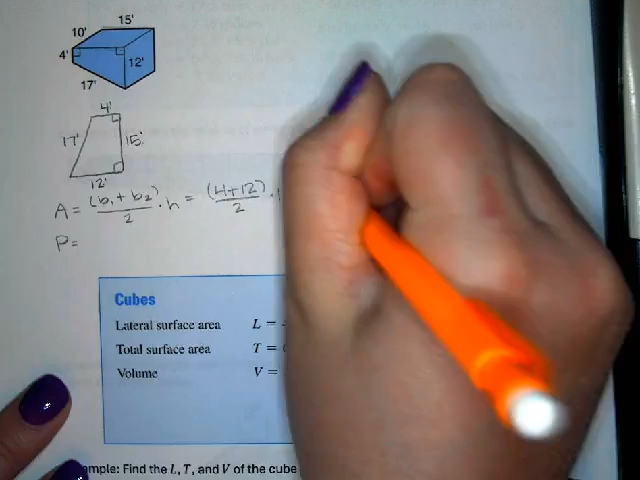 15'
10'
4'
12'
17'
4'
17'
15'
12'
A = (b₁ + b₂)/2 · h = (4+12)/2 ·
P =
Cubes
Lateral surface area L =
Total surface area T =
Volume V =
Find the L, T, and V of the cube